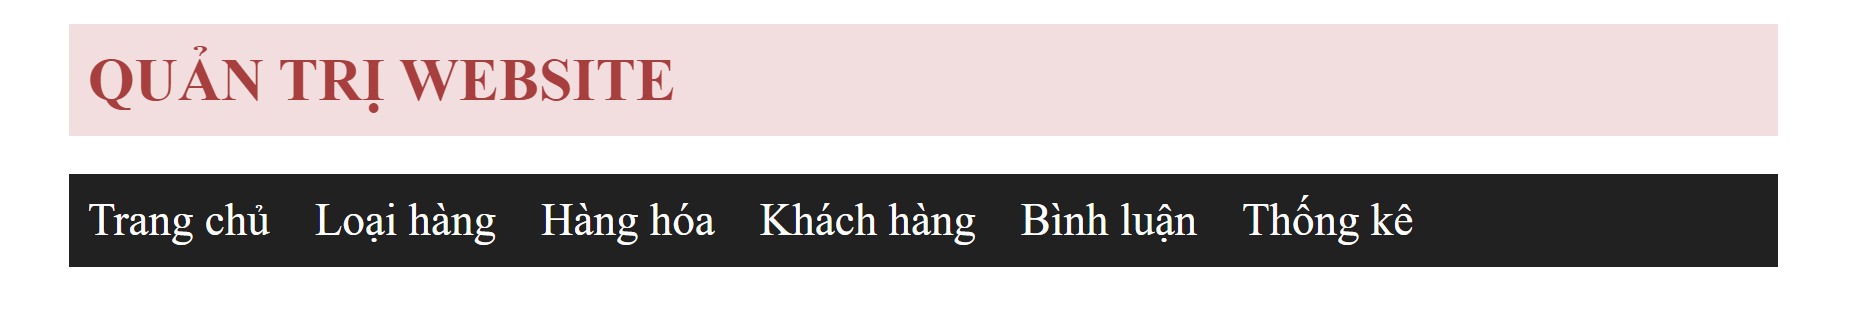 QUẢN TRỊ WEBSITE
Trang chủ Loại hàng Hàng hóa Khách hàng Bình luận Thống kê